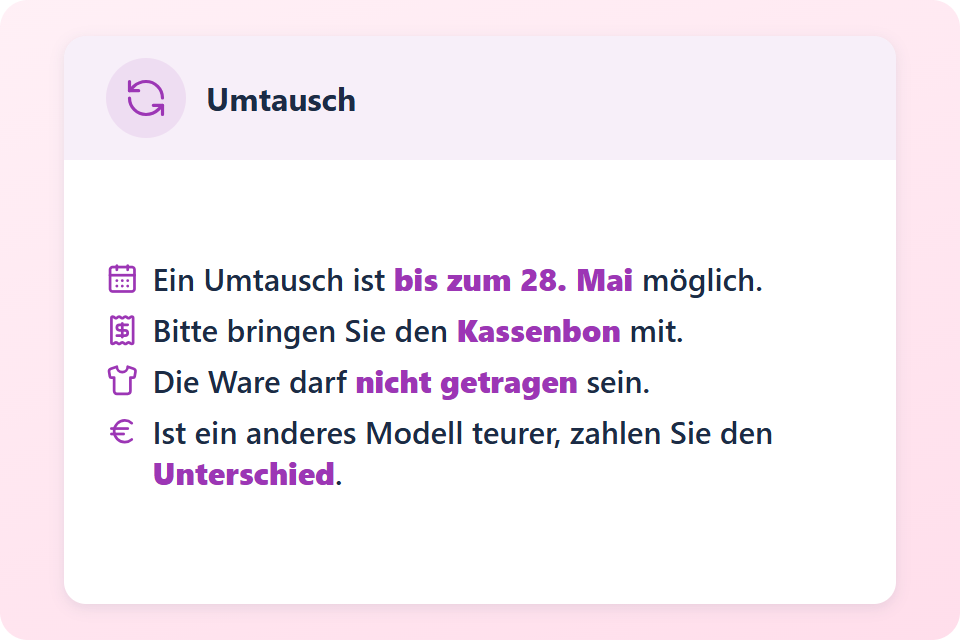 Umtausch
Ein Umtausch ist bis zum 28. Mai möglich.
Bitte bringen Sie den Kassenbon mit.
Die Ware darf nicht getragen sein.
Ist ein anderes Modell teurer, zahlen Sie den
Unterschied.